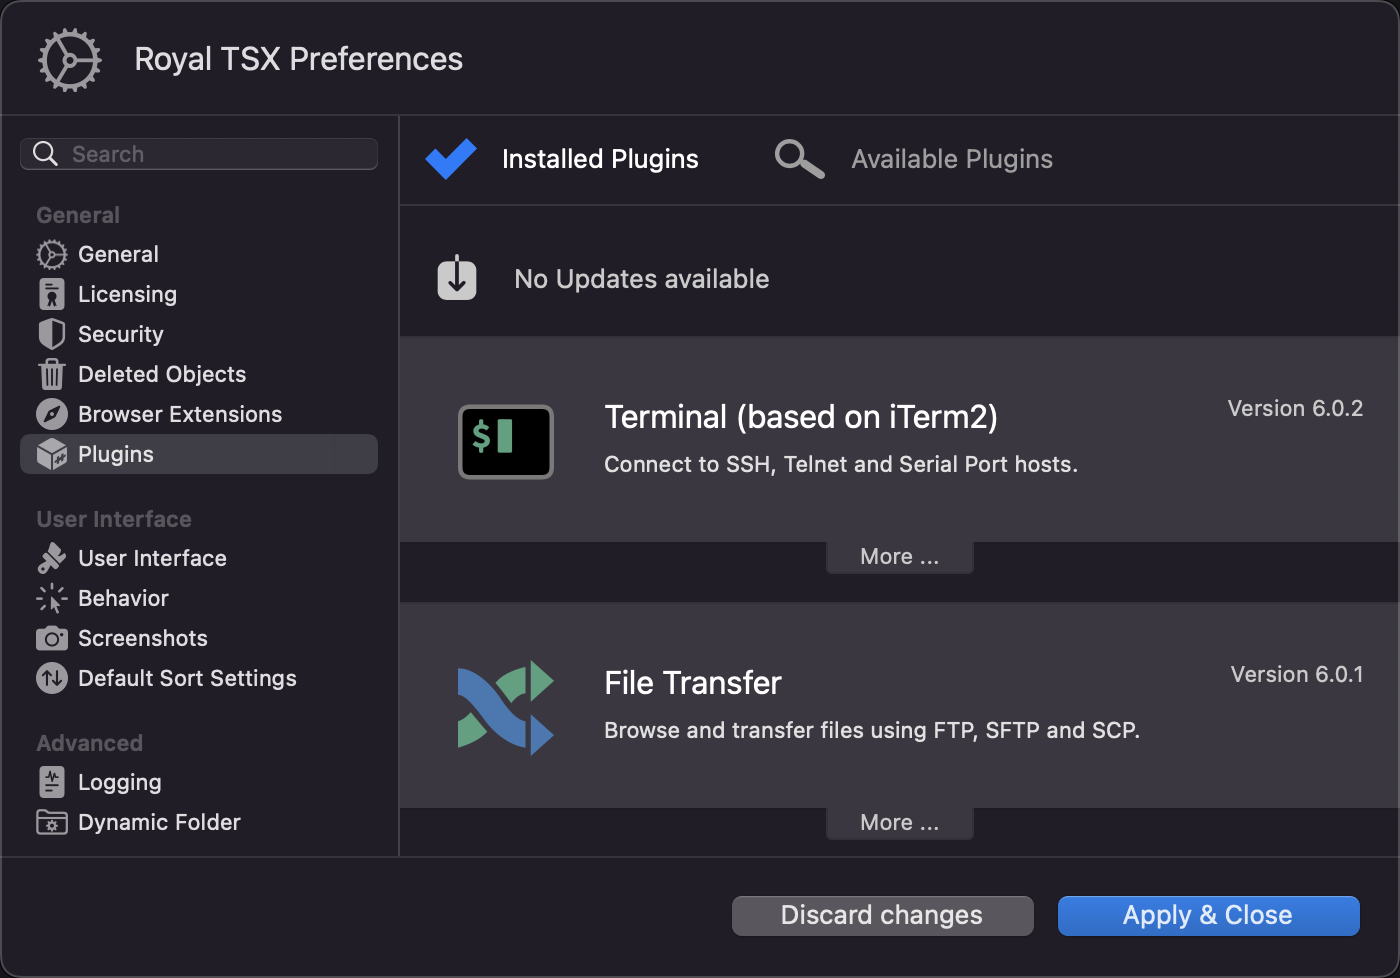 Royal TSX Preferences
Search
General
General
Licensing
Security
Deleted Objects
Browser Extensions
Plugins
User Interface
User Interface
Behavior
Screenshots
Default Sort Settings
Advanced
Logging
Dynamic Folder
Installed Plugins
Available Plugins
No Updates available
$
Terminal (based on iTerm2)
Version 6.0.2
Connect to SSH, Telnet and Serial Port hosts.
More ...
File Transfer
Version 6.0.1
Browse and transfer files using FTP, SFTP and SCP.
More ...
Discard changes
Apply & Close